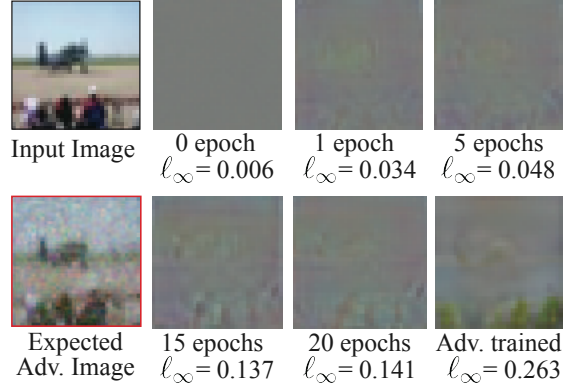 Input Image
0 epoch
ℓ∞= 0.006
1 epoch
ℓ∞= 0.034
5 epochs
ℓ∞= 0.048
Expected
Adv. Image
15 epochs
ℓ∞= 0.137
20 epochs
ℓ∞= 0.141
Adv. trained
ℓ∞= 0.263